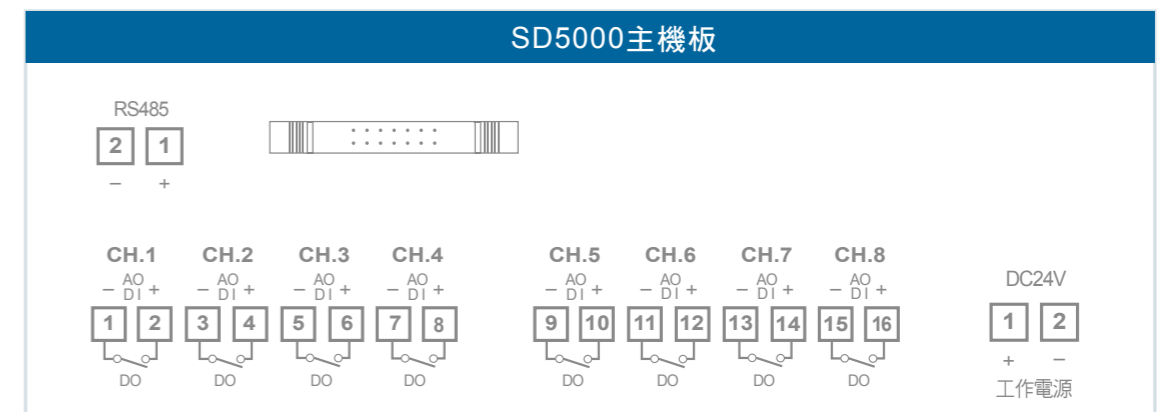 SD5000主機板
RS485
2 1
– +
CH.1 CH.2 CH.3 CH.4 CH.5 CH.6 CH.7 CH.8
– AO + – AO + – AO + – AO + – AO + – AO + – AO + – AO +
DI DI DI DI DI DI DI DI
DC24V
1 2 3 4 5 6 7 8 9 10 11 12 13 14 15 16 1 2
+ –
DO DO DO DO DO DO DO DO
工作電源